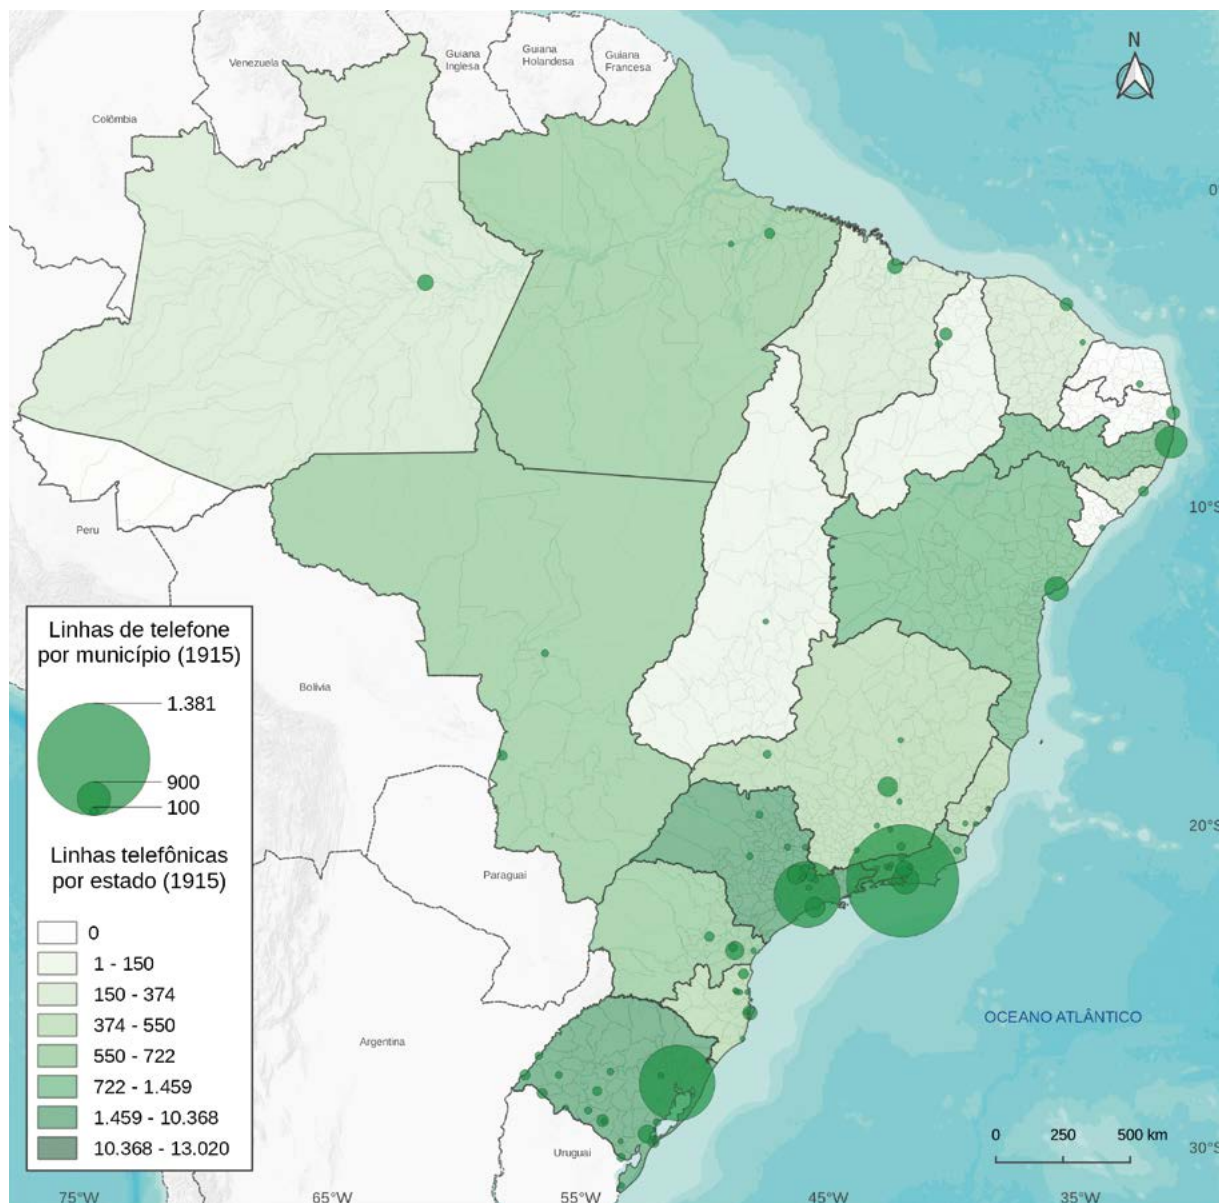 N
Venezuela
Guiana
Inglesa
Guiana
Holandesa
Guiana
Francesa
Colômbia
0
Peru
10°S
Bolívia
Paraguai
20°S
Argentina
OCEANO ATLÂNTICO
Uruguai
30°S
Linhas de telefone
por município (1915)
1.381
900
100
Linhas telefônicas
por estado (1915)
0
1 - 150
150 - 374
374 - 550
550 - 722
722 - 1.459
1.459 - 10.368
10.368 - 13.020
0 250 500 km
75°W 65°W 55°W 45°W 35°W